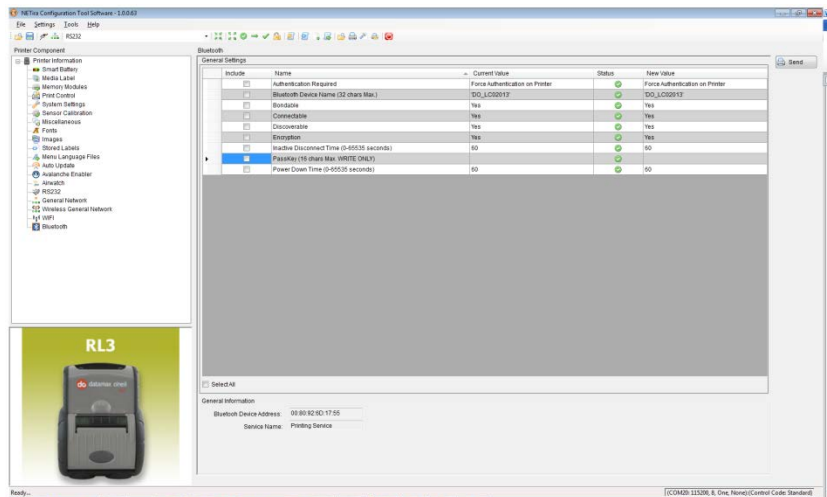 NETira Configuration Tool Software - 1.0.0.63
File Settings Tools Help
RS232
Printer Component
Printer Information
Smart Battery
Media Label
Memory Modules
Print Control
System Settings
Sensor Calibration
Miscellaneous
Fonts
Images
Stored Labels
Menu Language Files
Auto Update
Avalanche Enabler
Airwatch
RS232
General Network
Wireless General Network
WIFI
Bluetooth
Bluetooth
General Settings
Include Name Current Value Status New Value
Authentication Required Force Authentication on Printer Force Authentication on Printer
Bluetooth Device Name (32 chars Max.) 'DO_LC02013' 'DO_LC02013'
Bondable Yes Yes
Connectable Yes Yes
Discoverable Yes Yes
Encryption Yes Yes
Inactive Disconnect Time (0-65535 seconds) 60 60
PassKey (16 chars Max. WRITE ONLY)
Power Down Time (0-65535 seconds) 60 60
Send
Select All
General Information
Bluetooh Device Address: 00:80:92:6D:17:55
Service Name: Printing Service
RL3
do datamax·oneil
Ready...
(COM20: 115200, 8, One, None):(Control Code: Standard)